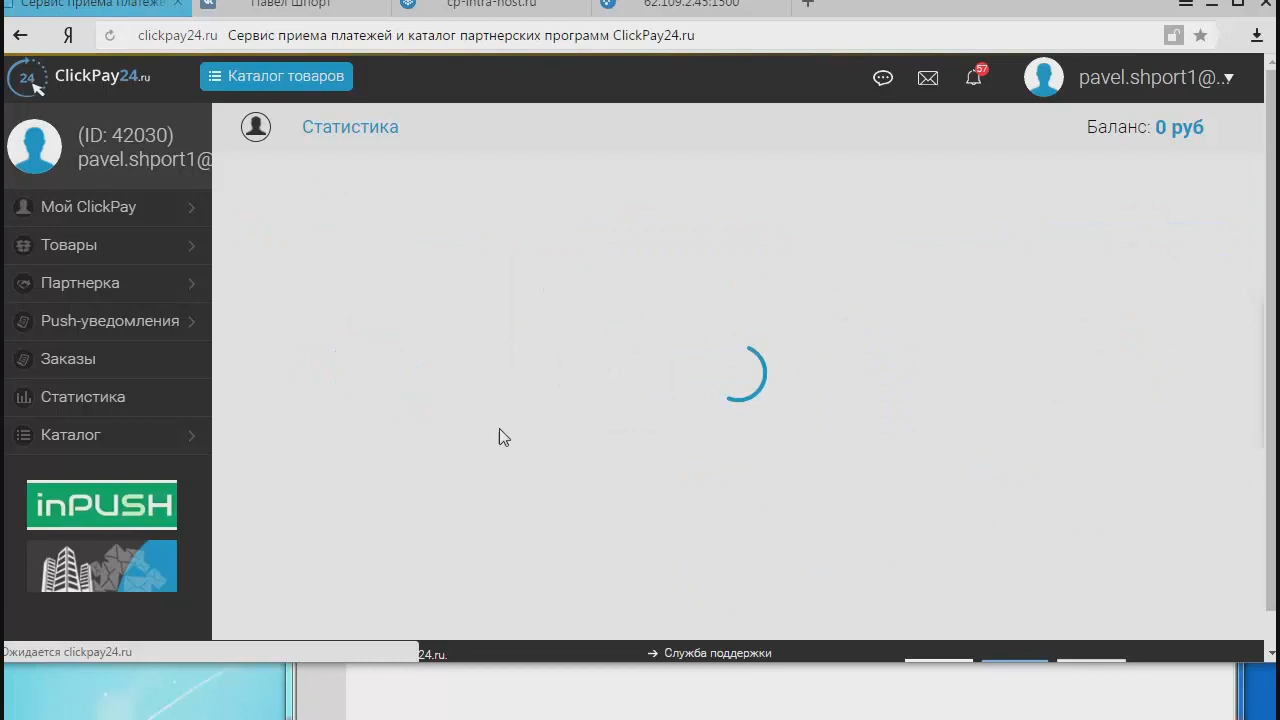 Сервис приема платежей
Павел Шпорт
cp-intra-host.ru
62.109.2.45:1500
Я
clickpay24.ru Сервис приема платежей и каталог партнерских программ ClickPay24.ru
24
ClickPay24.ru
Каталог товаров
57
pavel.shport1@...
(ID: 42030)
pavel.shport1@
Статистика
Баланс: 0 руб
Мой ClickPay
Товары
Партнерка
Push-уведомления
Заказы
Статистика
Каталог
inPUSH
Ожидается clickpay24.ru
24.ru.
Служба поддержки